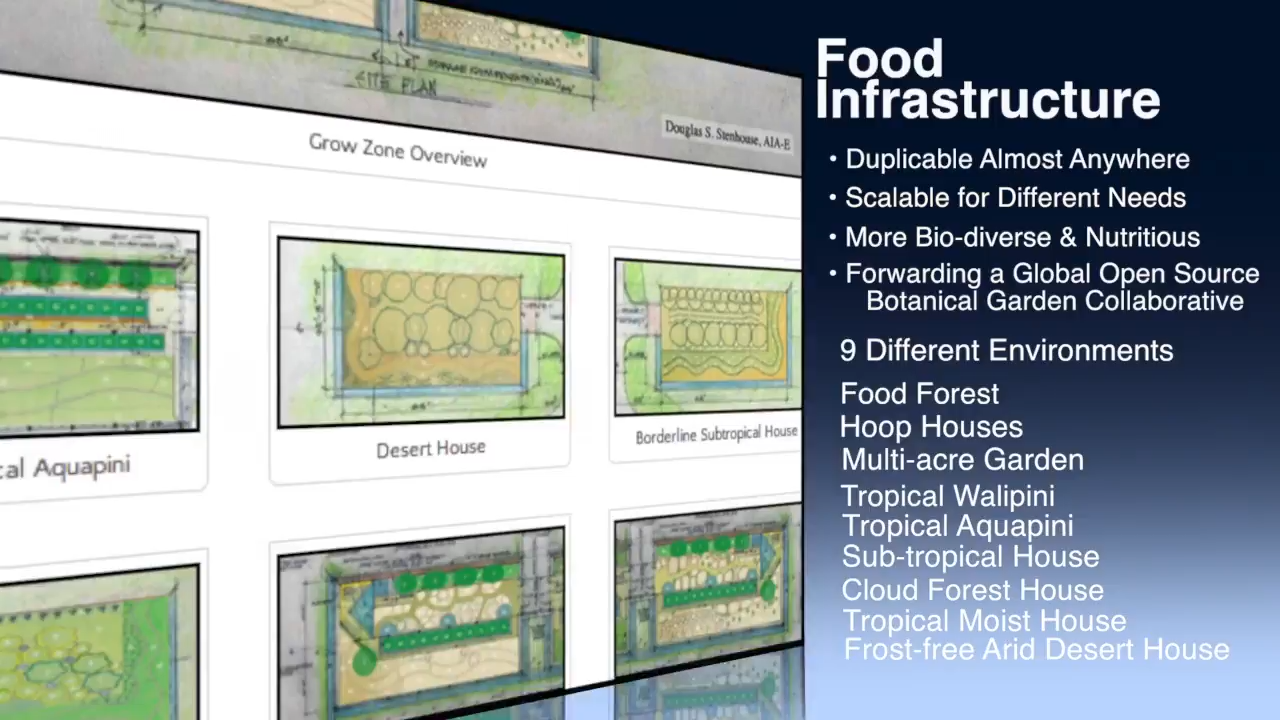 SITE PLAN
Douglas S. Stenhouse, AIA-E
Grow Zone Overview
cal Aquapini
Desert House
Borderline Subtropical House
Food
Infrastructure
• Duplicable Almost Anywhere
• Scalable for Different Needs
• More Bio-diverse & Nutritious
• Forwarding a Global Open Source
Botanical Garden Collaborative
9 Different Environments
Food Forest
Hoop Houses
Multi-acre Garden
Tropical Walipini
Tropical Aquapini
Sub-tropical House
Cloud Forest House
Tropical Moist House
Frost-free Arid Desert House